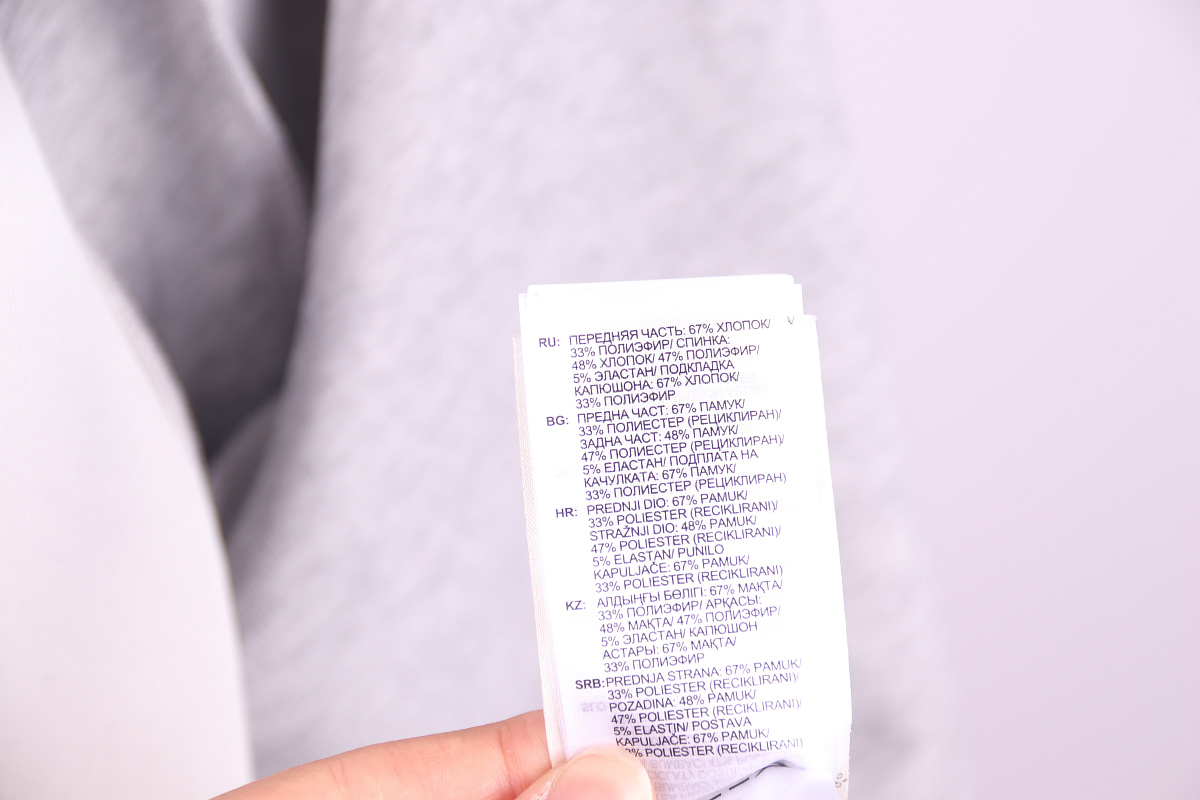 RU: ПЕРЕДНЯЯ ЧАСТЬ: 67% ХЛОПОК/
33% ПОЛИЭФИР/ СПИНКА:
48% ХЛОПОК/ 47% ПОЛИЭФИР/
5% ЭЛАСТАН/ ПОДКЛАДКА
КАПЮШОНА: 67% ХЛОПОК/
33% ПОЛИЭФИР
BG: ПРЕДНА ЧАСТ: 67% ПАМУК/
33% ПОЛИЕСТЕР (РЕЦИКЛИРАН)/
ЗАДНА ЧАСТ: 48% ПАМУК/
47% ПОЛИЕСТЕР (РЕЦИКЛИРАН)/
5% ЕЛАСТАН/ ПОДПЛАТА НА
КАЧУЛКАТА: 67% ПАМУК/
33% ПОЛИЕСТЕР (РЕЦИКЛИРАН)
HR: PREDNJI DIO: 67% PAMUK/
33% POLIESTER (RECIKLIRANI)/
STRAŽNJI DIO: 48% PAMUK/
47% POLIESTER (RECIKLIRANI)/
5% ELASTAN/ PUNILO
KAPULJAČE: 67% PAMUK/
33% POLIESTER (RECIKLIRANI)
KZ: АЛДЫҢҒЫ БӨЛІГІ: 67% МАҚТА/
33% ПОЛИЭФИР/ АРҚАСЫ:
48% МАҚТА/ 47% ПОЛИЭФИР/
5% ЭЛАСТАН/ КАПЮШОН
АСТАРЫ: 67% МАҚТА/
33% ПОЛИЭФИР
SRB: PREDNJA STRANA: 67% PAMUK/
33% POLIESTER (RECIKLIRANI)/
POZADINA: 48% PAMUK/
47% POLIESTER (RECIKLIRANI)/
5% ELASTIN/ POSTAVA
KAPULJAČE: 67% PAMUK/
POLIESTER (RECIKLIRANI)